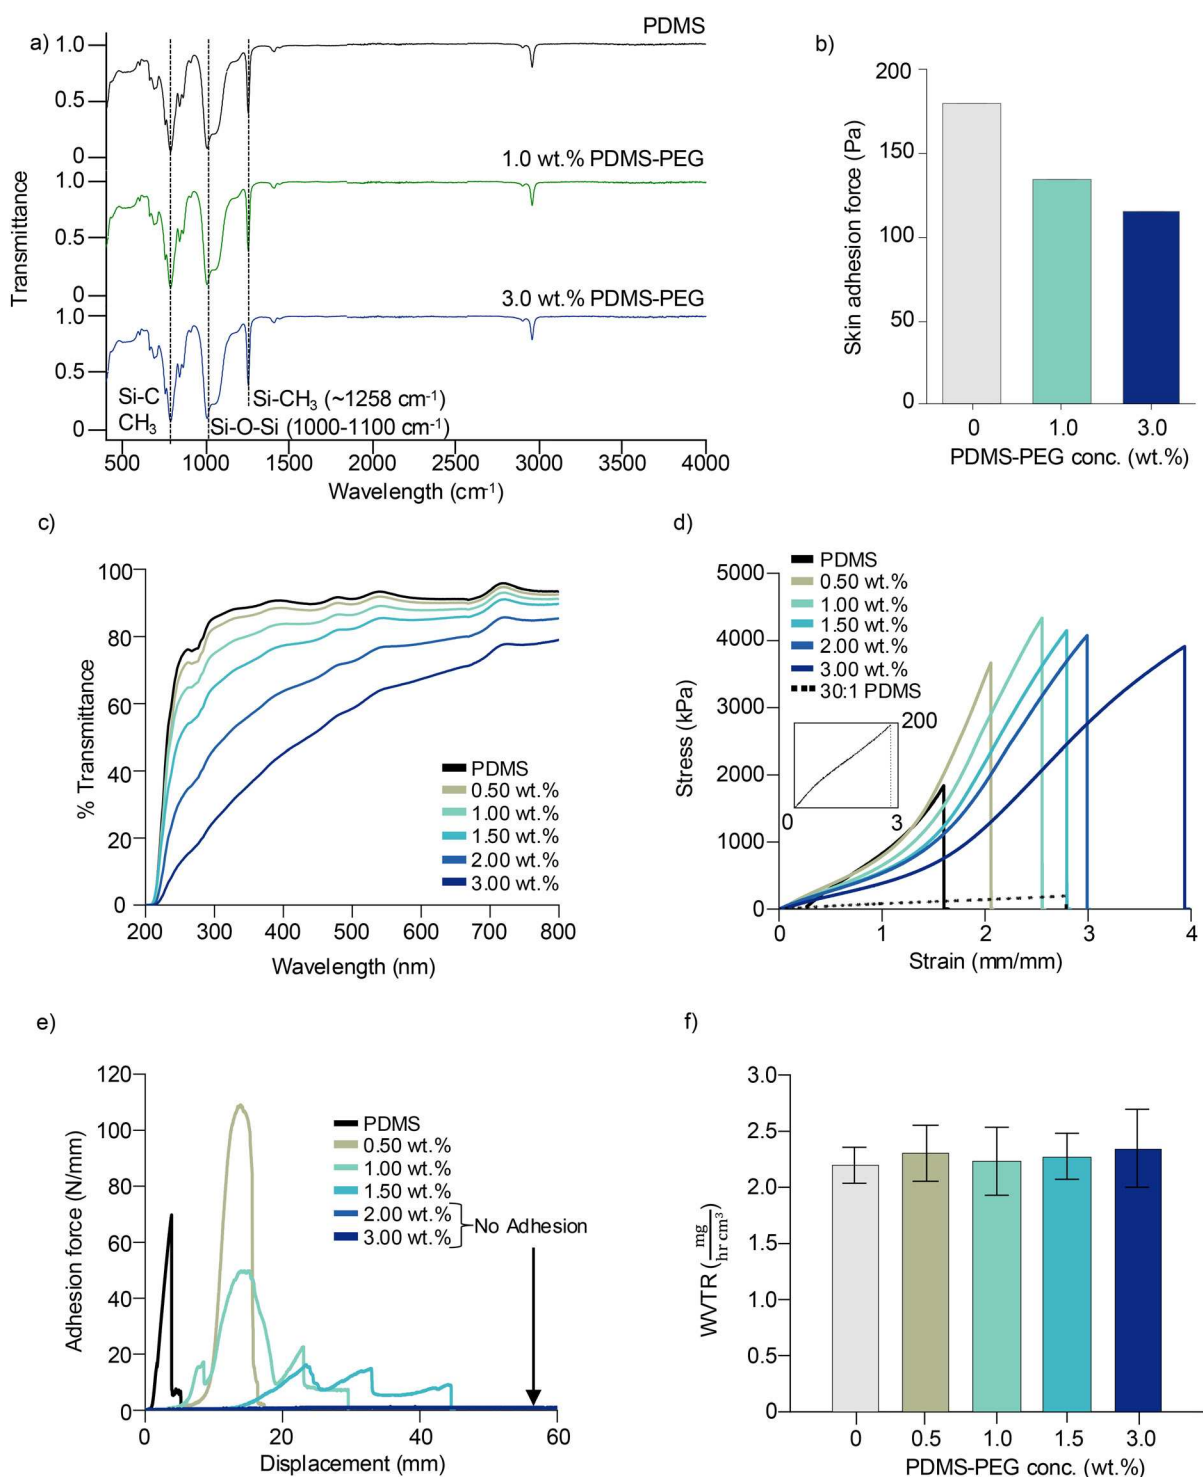 a)
PDMS
1.0
0.5
0
1.0 wt.% PDMS-PEG
1.0
0.5
0
3.0 wt.% PDMS-PEG
1.0
0.5
0
Transmittance
Si-C
CH3
Si-CH3 (~1258 cm-1)
Si-O-Si (1000-1100 cm-1)
500 1000 1500 2000 2500 3000 3500 4000
Wavelength (cm-1)
b)
Skin adhesion force (Pa)
200
150
100
50
0
0 1.0 3.0
PDMS-PEG conc. (wt.%)
c)
% Transmittance
100
80
60
40
20
0
PDMS
0.50 wt.%
1.00 wt.%
1.50 wt.%
2.00 wt.%
3.00 wt.%
200 300 400 500 600 700 800
Wavelength (nm)
d)
PDMS
0.50 wt.%
1.00 wt.%
1.50 wt.%
2.00 wt.%
3.00 wt.%
30:1 PDMS
Stress (kPa)
5000
4000
3000
2000
1000
0
200
0 3
0 1 2 3 4
Strain (mm/mm)
e)
Adhesion force (N/mm)
120
100
80
60
40
20
0
PDMS
0.50 wt.%
1.00 wt.%
1.50 wt.%
2.00 wt.%
3.00 wt.%
No Adhesion
0 20 40 60
Displacement (mm)
f)
WVTR (mg/hr cm³)
3.0
2.5
2.0
1.5
1.0
0.5
0
0 0.5 1.0 1.5 3.0
PDMS-PEG conc. (wt.%)